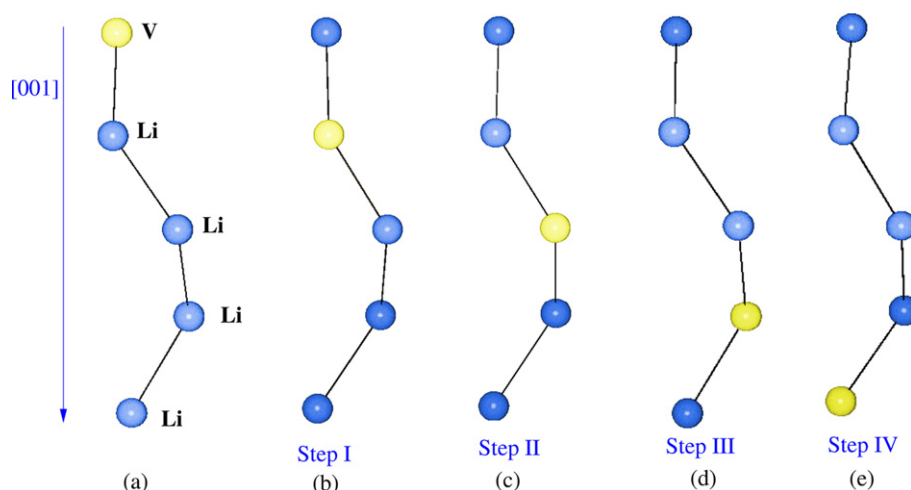 V
[001]
Li
Li
Li
Li
Step I
Step II
Step III
Step IV
(a)
(b)
(c)
(d)
(e)